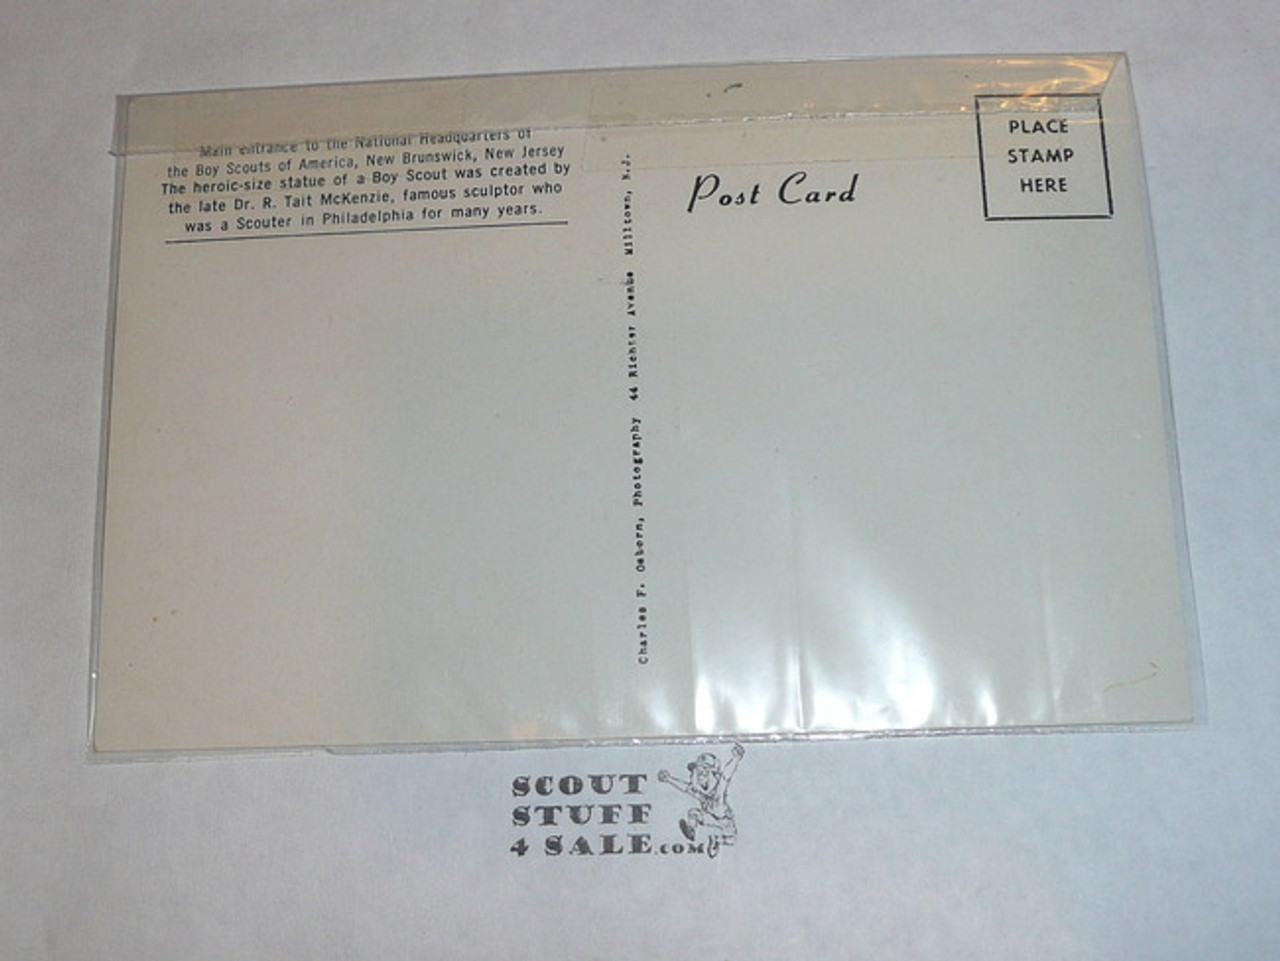 Main entrance to the National Headquarters of
the Boy Scouts of America, New Brunswick, New Jersey
The heroic-size statue of a Boy Scout was created by
the late Dr. R. Tait McKenzie, famous sculptor who
was a Scouter in Philadelphia for many years.
Charles F. Osborn, Photography 44 Richter Avenue Milltown, N.J.
Post Card
PLACE
STAMP
HERE
SCOUT
STUFF
4 SALE.COM